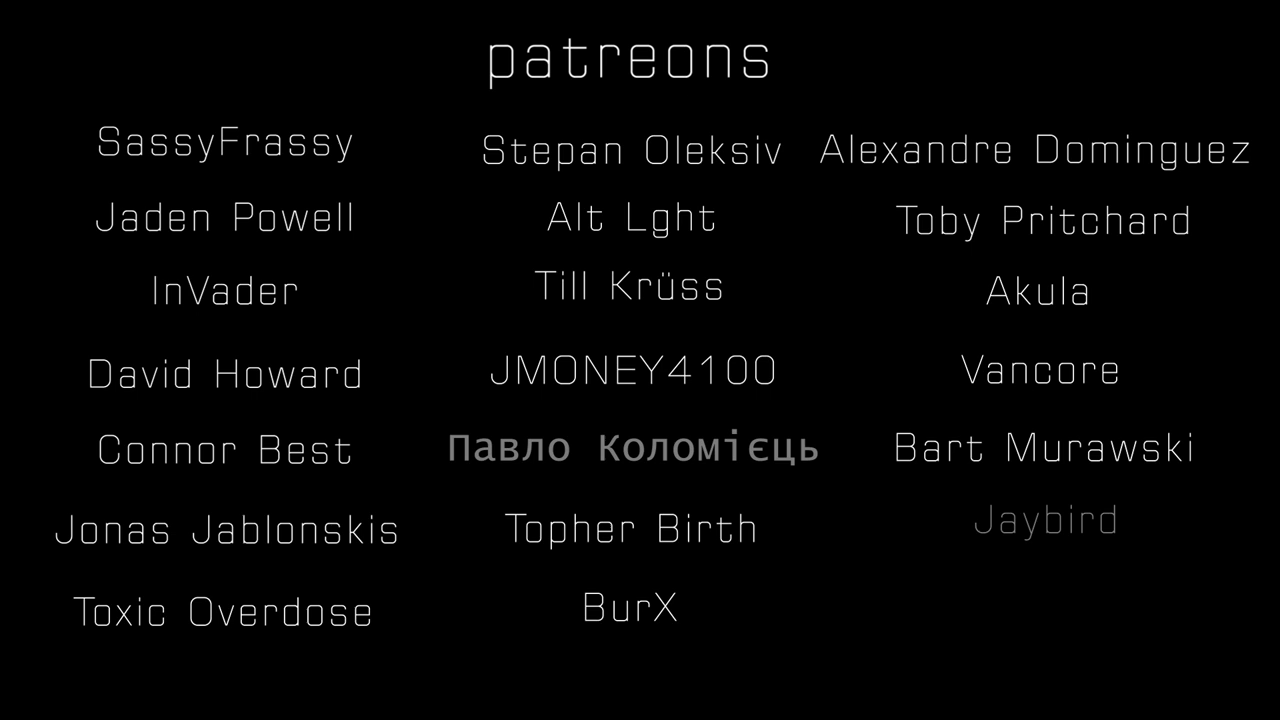 patreons
SassyFrassy
Jaden Powell
InVader
David Howard
Connor Best
Jonas Jablonskis
Toxic Overdose
Stepan Oleksiv
Alt Lght
Till Krüss
JMONEY4100
Павло Коломієць
Topher Birth
BurX
Alexandre Dominguez
Toby Pritchard
Akula
Vancore
Bart Murawski
Jaybird